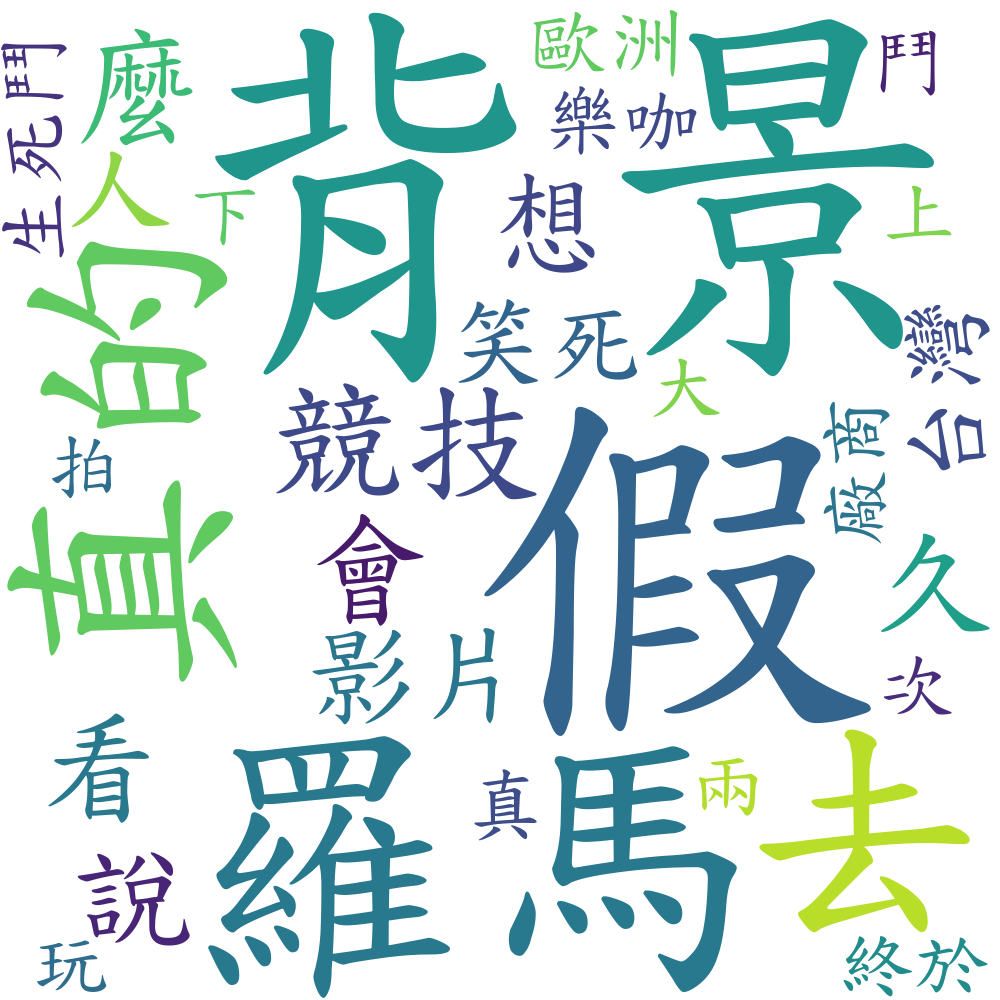 背景
歐洲
鬥
生死鬥
麼
樂咖
人
下
想
上
真的
笑死
台灣
大
競技
假
廠商
拍
會
久
影片
次
看
羅馬
真
兩
去
說
玩
終於